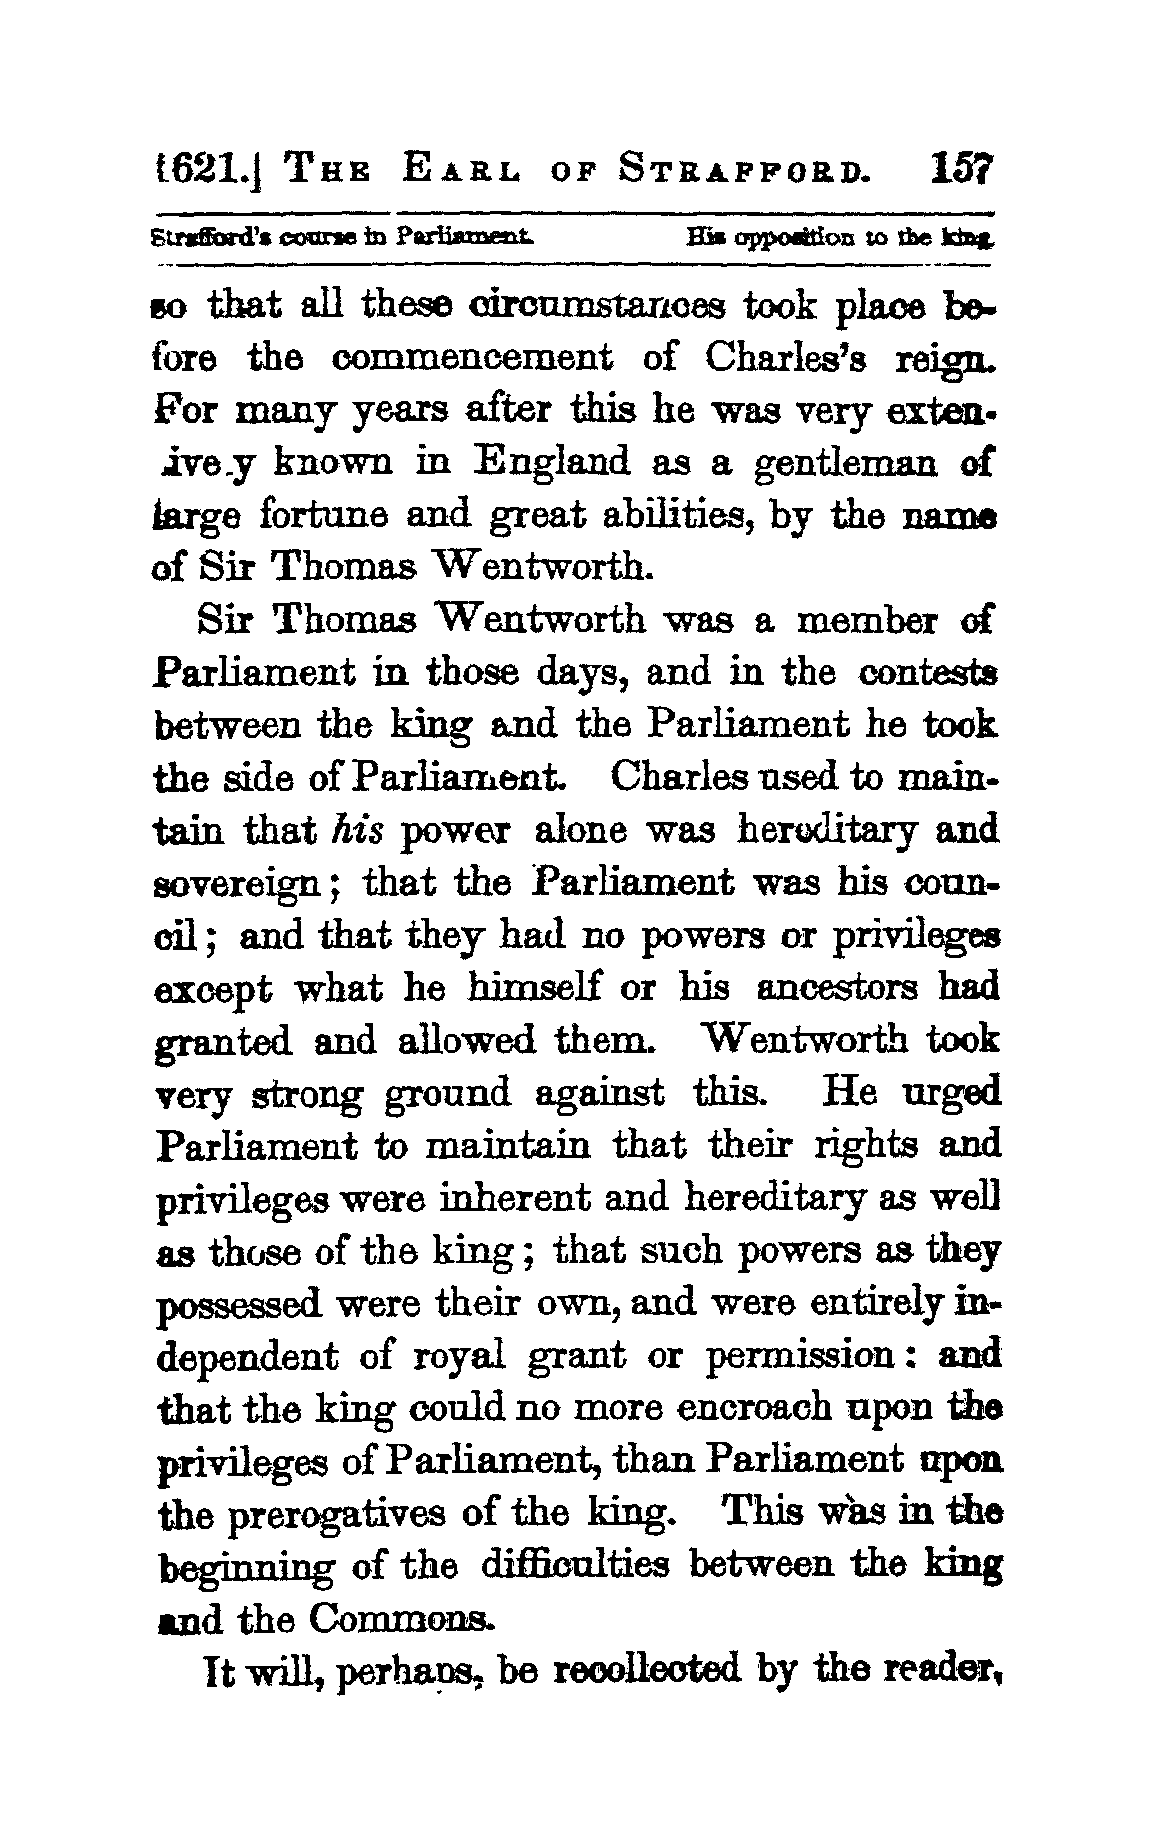 1621.] THE EARL OF STRAFFORD. 157
Strafford's course in Parliament. His opposition to the king.
so that all these circumstances took place be-
fore the commencement of Charles's reign.
For many years after this he was very exten-
ive.y known in England as a gentleman of
large fortune and great abilities, by the name
of Sir Thomas Wentworth.
Sir Thomas Wentworth was a member of
Parliament in those days, and in the contests
between the king and the Parliament he took
the side of Parliament. Charles used to main-
tain that his power alone was hereditary and
sovereign; that the Parliament was his coun-
cil; and that they had no powers or privileges
except what he himself or his ancestors had
granted and allowed them. Wentworth took
very strong ground against this. He urged
Parliament to maintain that their rights and
privileges were inherent and hereditary as well
as those of the king; that such powers as they
possessed were their own, and were entirely in-
dependent of royal grant or permission: and
that the king could no more encroach upon the
privileges of Parliament, than Parliament upon
the prerogatives of the king. This was in the
beginning of the difficulties between the king
and the Commons.
It will, perhaps, be recollected by the reader,